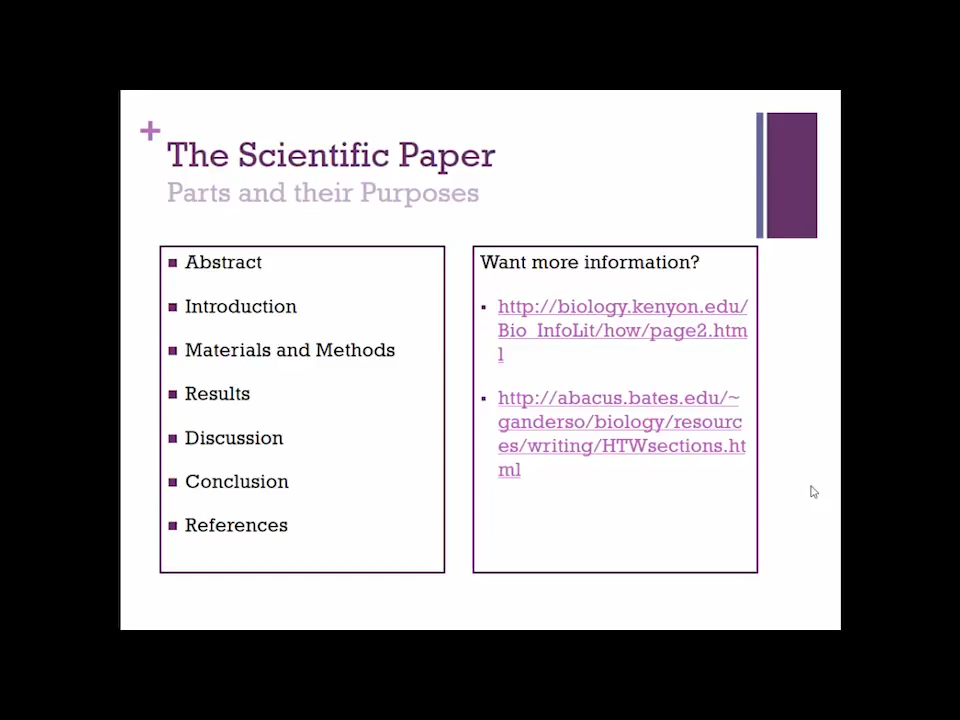 +
The Scientific Paper
Parts and their Purposes
Abstract
Introduction
Materials and Methods
Results
Discussion
Conclusion
References
Want more information?
http://biology.kenyon.edu/
Bio_InfoLit/how/page2.htm
l
http://abacus.bates.edu/~
ganderso/biology/resourc
es/writing/HTWsections.ht
ml